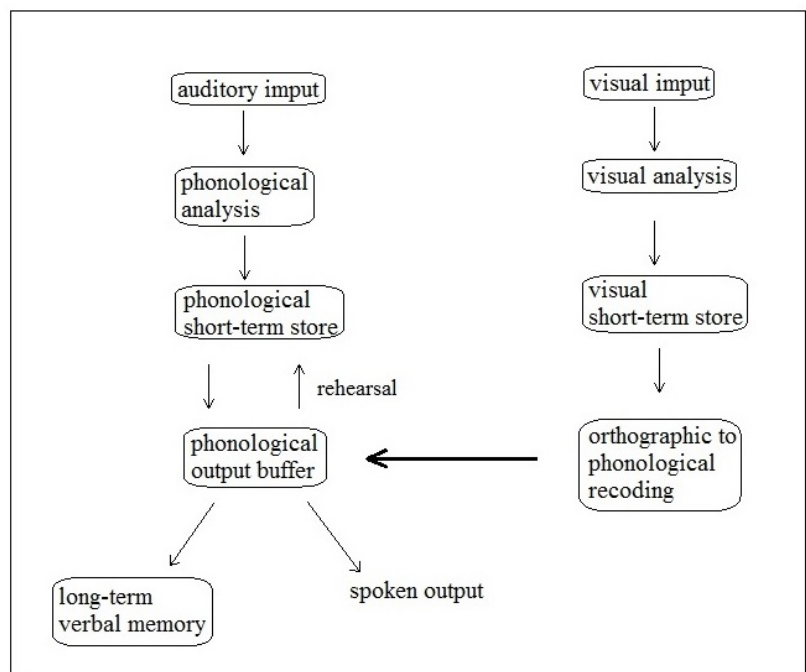 auditory imput
phonological
analysis
phonological
short-term store
rehearsal
phonological
output buffer
long-term
verbal memory
spoken output
visual imput
visual analysis
visual
short-term store
orthographic to
phonological
recoding